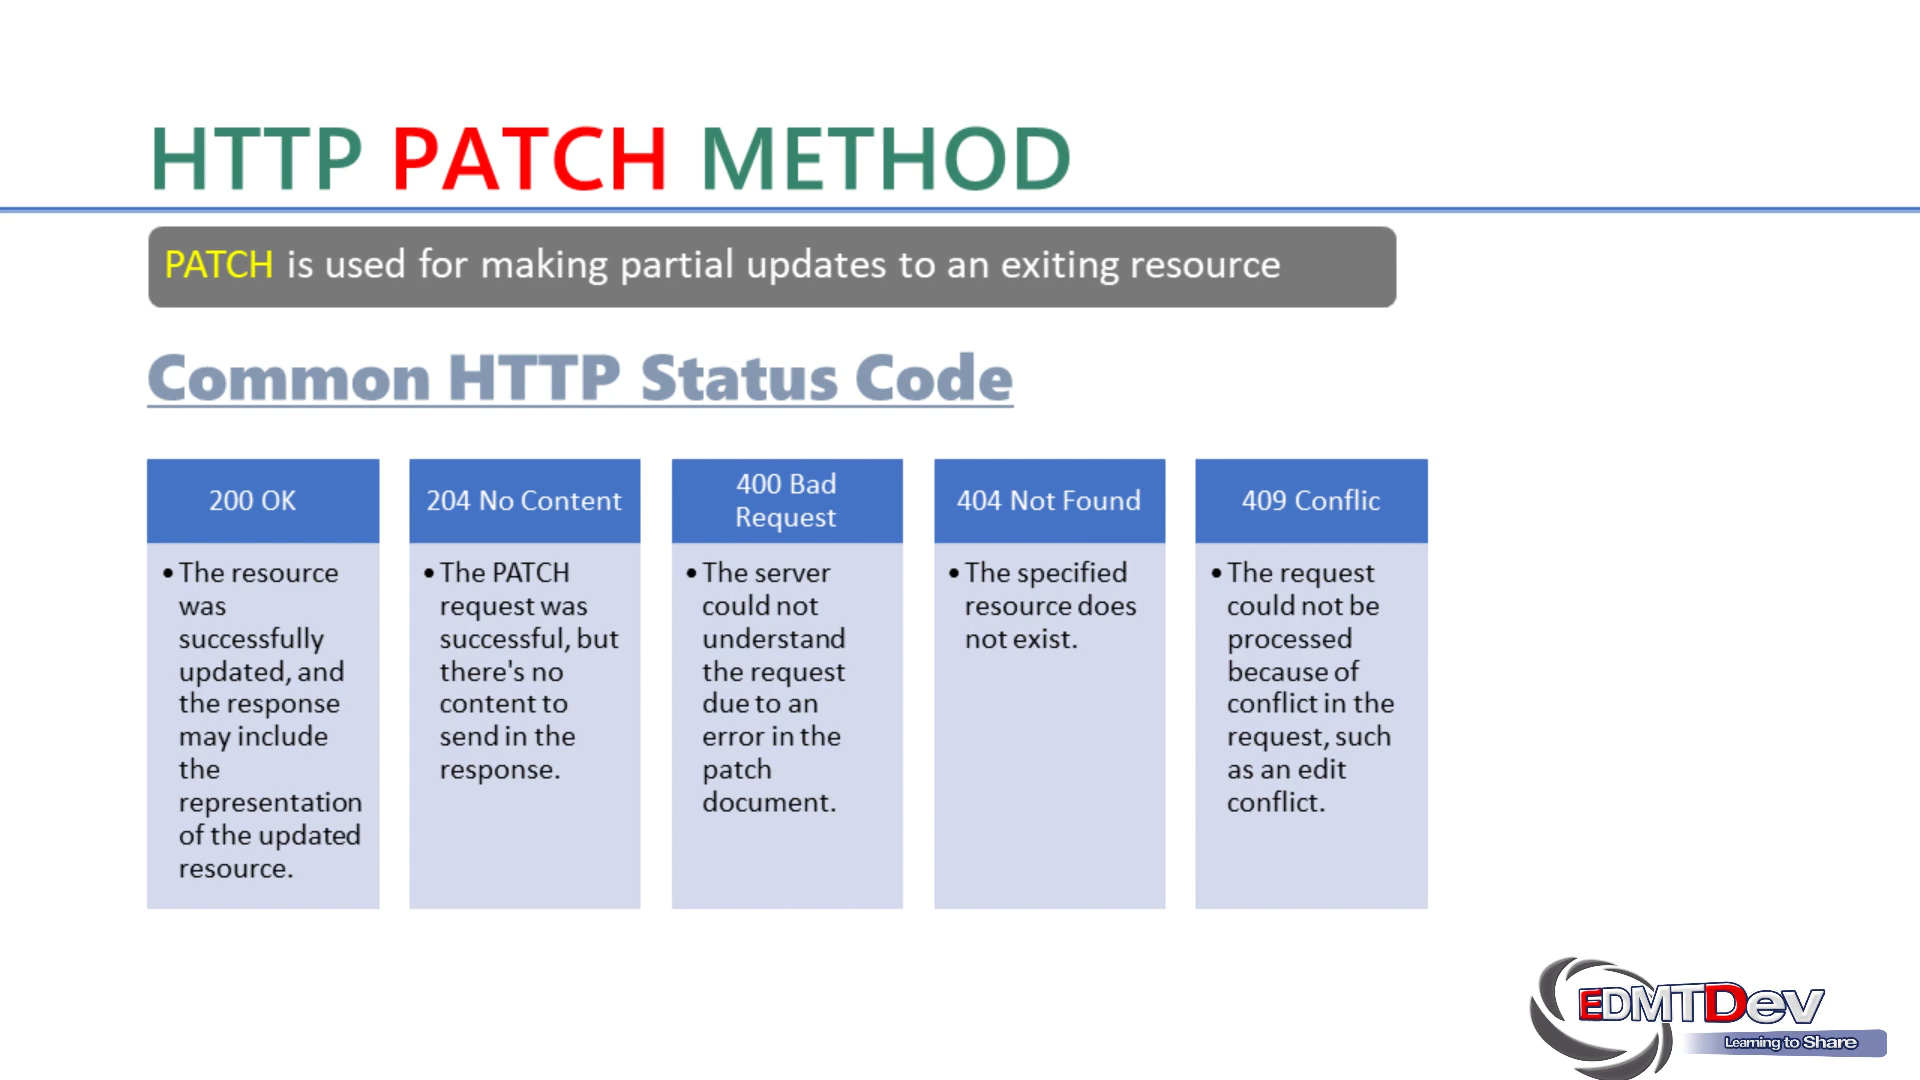 HTTP PATCH METHOD
PATCH is used for making partial updates to an exiting resource
Common HTTP Status Code
200 OK
• The resource
was
successfully
updated, and
the response
may include
the
representation
of the updated
resource.
204 No Content
• The PATCH
request was
successful, but
there's no
content to
send in the
response.
400 Bad
Request
• The server
could not
understand
the request
due to an
error in the
patch
document.
404 Not Found
• The specified
resource does
not exist.
409 Conflic
• The request
could not be
processed
because of
conflict in the
request, such
as an edit
conflict.
EDMTDev
Learning to Share